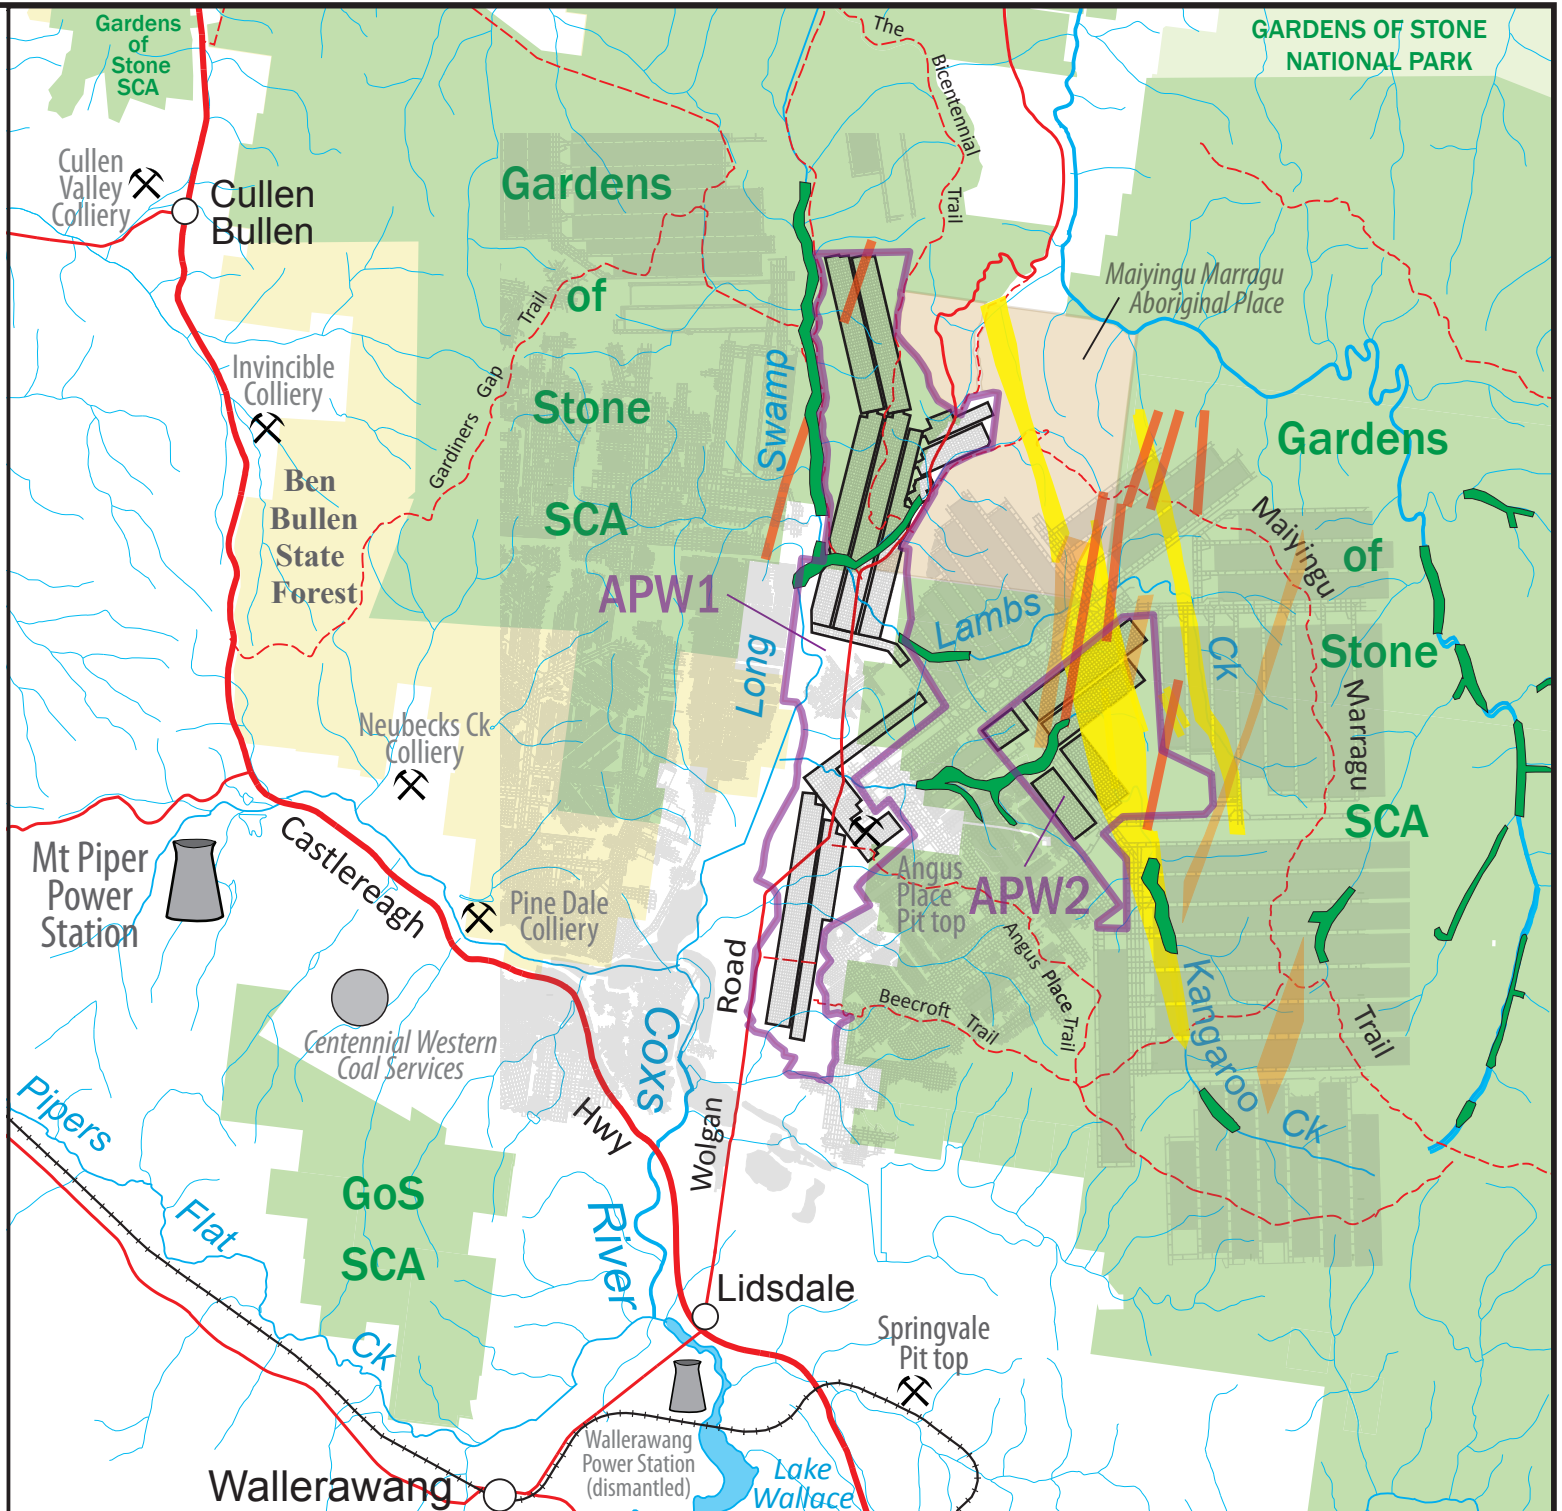 Gardens
of
Stone
SCA
GARDENS OF STONE
NATIONAL PARK
The
Bicentennial
Trail
Cullen
Valley
Colliery
Cullen
Bullen
Gardens
of
Stone
SCA
Maiyingu Marragu
Aboriginal Place
Gardiners Gap Trail
Invincible
Colliery
Ben
Bullen
State
Forest
Long Swamp
APW1
Lambs Ck
Gardens
of
Stone
SCA
Maiyingu
Marragu
Trail
Neubecks Ck
Colliery
Mt Piper
Power
Station
Castlereagh
Hwy
Pine Dale
Colliery
Angus
Place
Pit top
APW2
Angus Place Trail
Beecroft Trail
Kangaroo
Ck
Centennial Western
Coal Services
Coxs
River
Wolgan
Road
Pipers
Flat
Ck
GoS
SCA
Lidsdale
Springvale
Pit top
Wallerawang
Wallerawang
Power Station
(dismantled)
Lake
Wallace